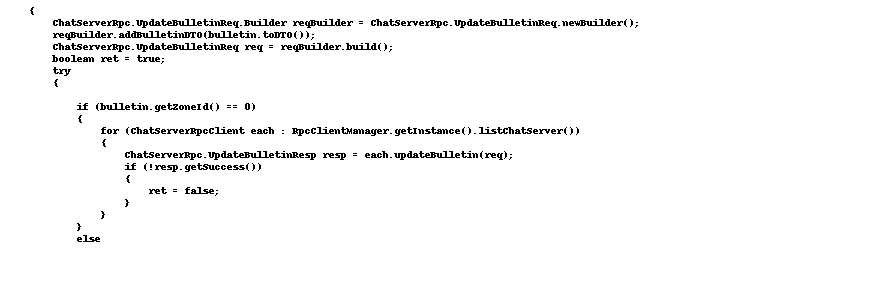 {
ChatServerRpc.UpdateBulletinReq.Builder reqBuilder = ChatServerRpc.UpdateBulletinReq.newBuilder();
reqBuilder.addBulletinDTO(bulletin.toDTO());
ChatServerRpc.UpdateBulletinReq req = reqBuilder.build();
boolean ret = true;
try
{
if (bulletin.getZoneId() == 0)
{
for (ChatServerRpcClient each : RpcClientManager.getInstance().listChatServer())
{
ChatServerRpc.UpdateBulletinResp resp = each.updateBulletin(req);
if (!resp.getSuccess())
{
ret = false;
}
}
}
else